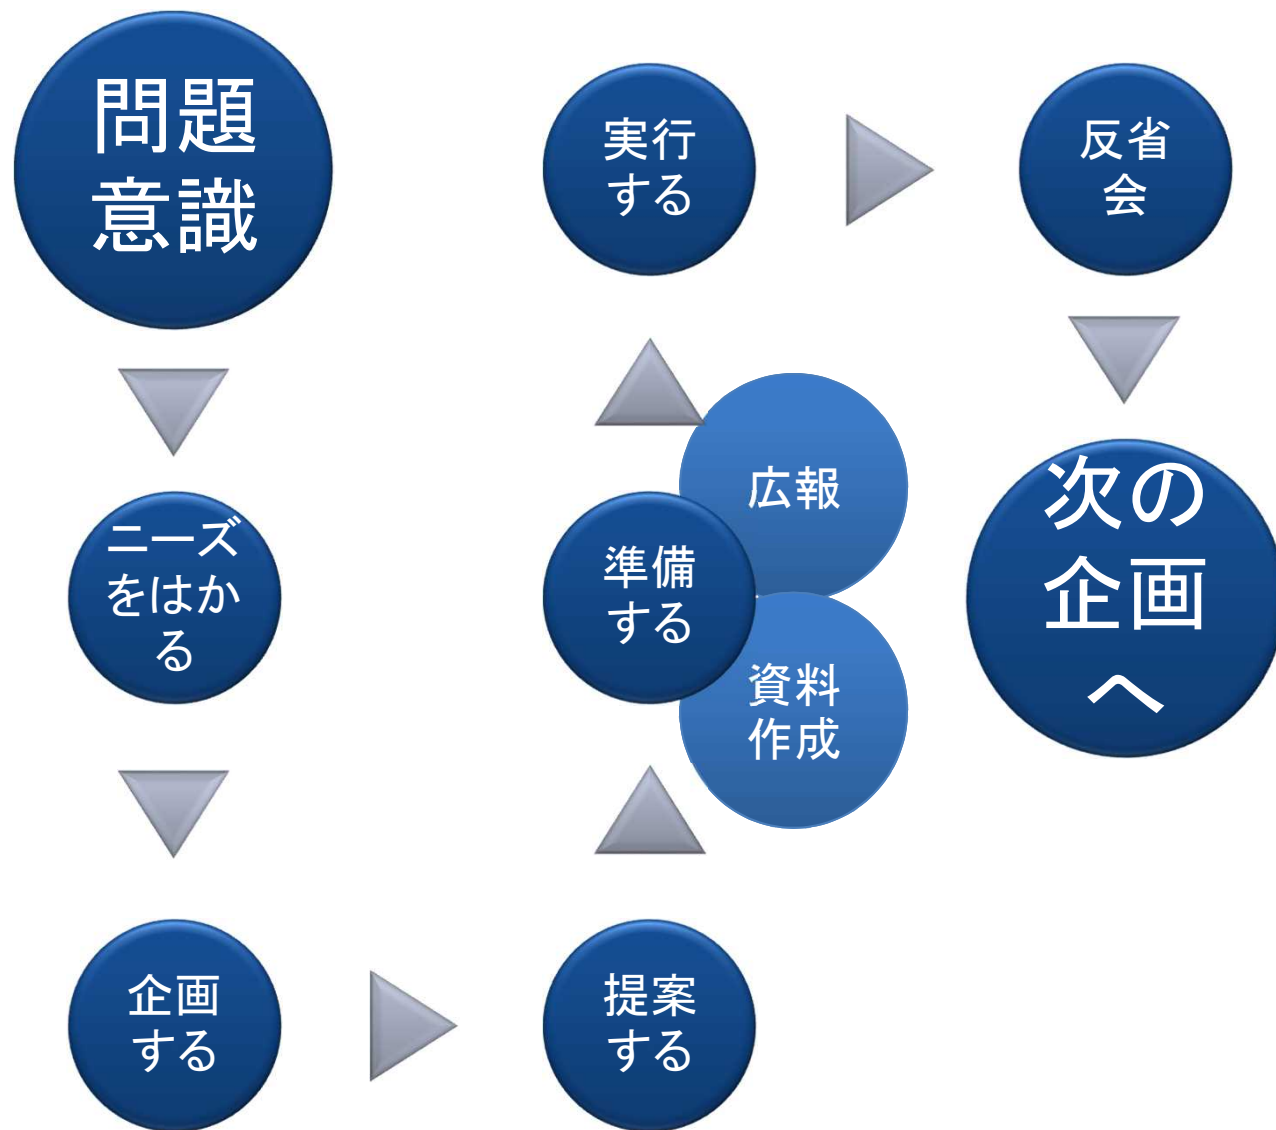 問題
意識
ニーズ
をはか
る
企画
する
提案
する
準備
する
広報
資料
作成
実行
する
反省
会
次の
企画
へ